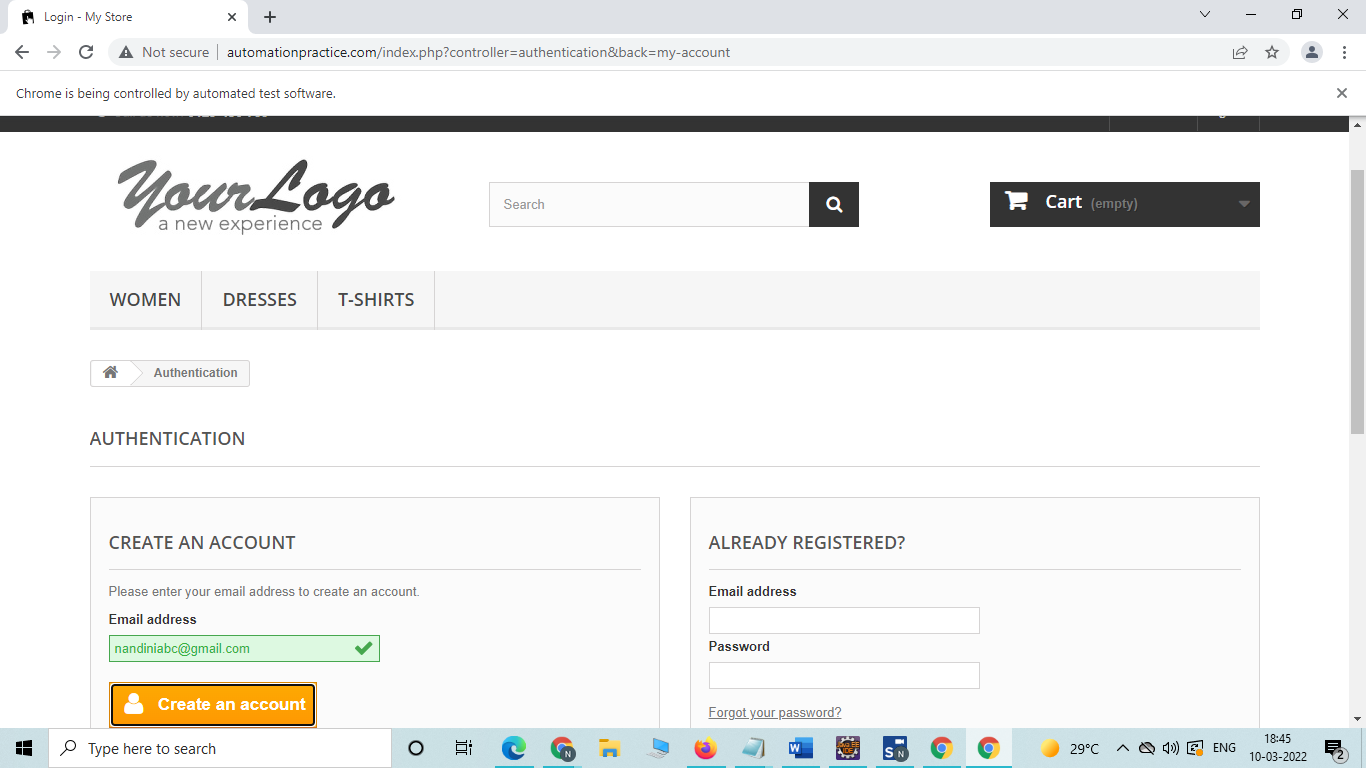 Login - My Store
Not secure
automationpractice.com/index.php?controller=authentication&back=my-account
Chrome is being controlled by automated test software.
YourLogo
a new experience
Search
Cart (empty)
WOMEN
DRESSES
T-SHIRTS
Authentication
AUTHENTICATION
CREATE AN ACCOUNT
Please enter your email address to create an account.
Email address
nandiniabc@gmail.com
Create an account
ALREADY REGISTERED?
Email address
Password
Forgot your password?
Type here to search
29°C
ENG
18:45
10-03-2022
2